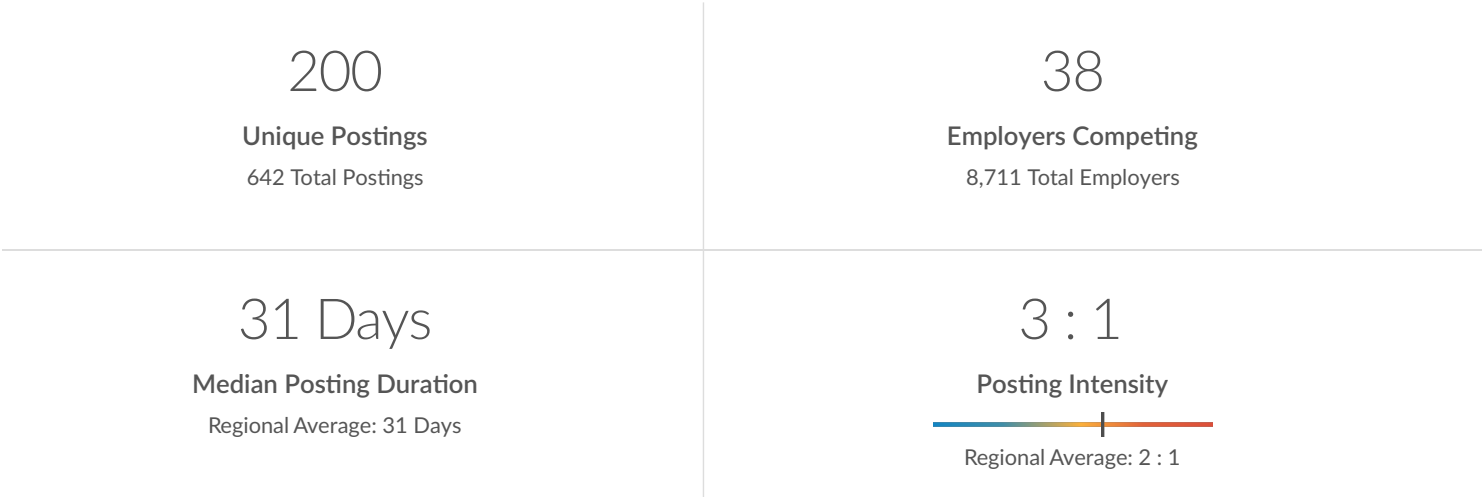 200
Unique Postings
642 Total Postings
38
Employers Competing
8,711 Total Employers
31 Days
Median Posting Duration
Regional Average: 31 Days
3 : 1
Posting Intensity
Regional Average: 2 : 1